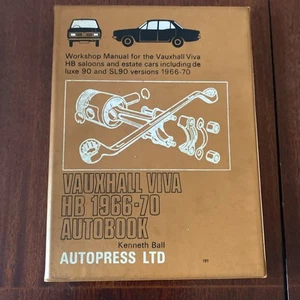 Workshop Manual for the Vauxhall Viva
HB saloons and estate cars including de
luxe 90 and SL90 versions 1966-70
VAUXHALL VIVA
HB 1966-70
AUTOBOOK
Kenneth Ball
AUTOPRESS LTD